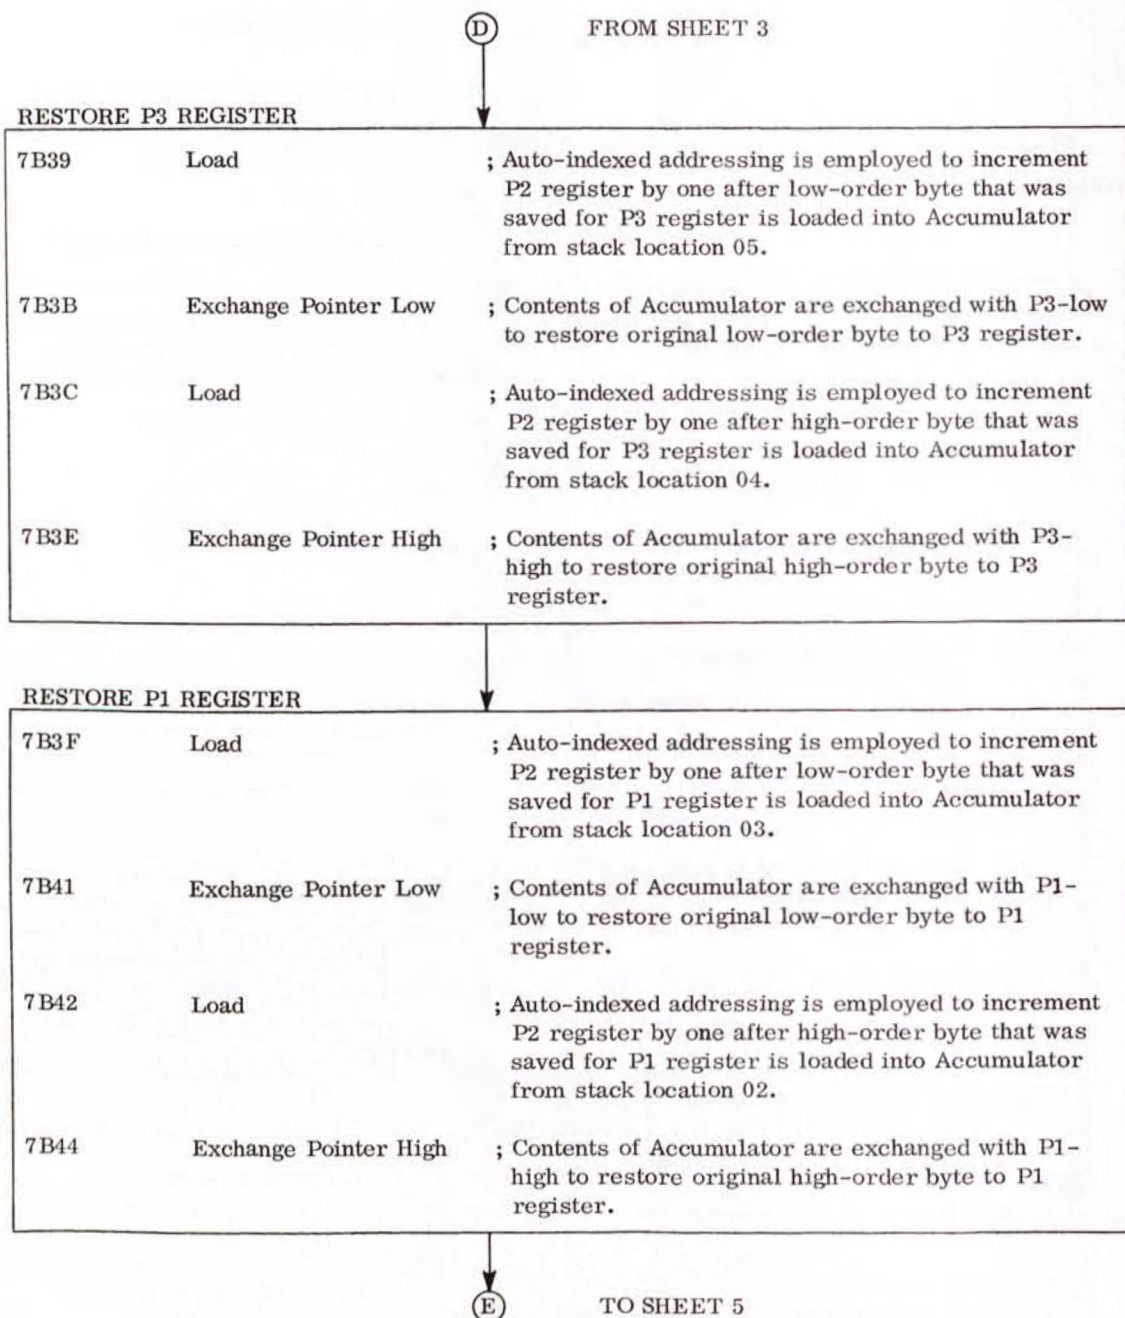 D FROM SHEET 3
RESTORE P3 REGISTER
7B39 Load ; Auto-indexed addressing is employed to increment
P2 register by one after low-order byte that was
saved for P3 register is loaded into Accumulator
from stack location 05.
7B3B Exchange Pointer Low ; Contents of Accumulator are exchanged with P3-low
to restore original low-order byte to P3 register.
7B3C Load ; Auto-indexed addressing is employed to increment
P2 register by one after high-order byte that was
saved for P3 register is loaded into Accumulator
from stack location 04.
7B3E Exchange Pointer High ; Contents of Accumulator are exchanged with P3-
high to restore original high-order byte to P3
register.
RESTORE P1 REGISTER
7B3F Load ; Auto-indexed addressing is employed to increment
P2 register by one after low-order byte that was
saved for P1 register is loaded into Accumulator
from stack location 03.
7B41 Exchange Pointer Low ; Contents of Accumulator are exchanged with P1-
low to restore original low-order byte to P1
register.
7B42 Load ; Auto-indexed addressing is employed to increment
P2 register by one after high-order byte that was
saved for P1 register is loaded into Accumulator
from stack location 02.
7B44 Exchange Pointer High ; Contents of Accumulator are exchanged with P1-
high to restore original high-order byte to P1
register.
E TO SHEET 5